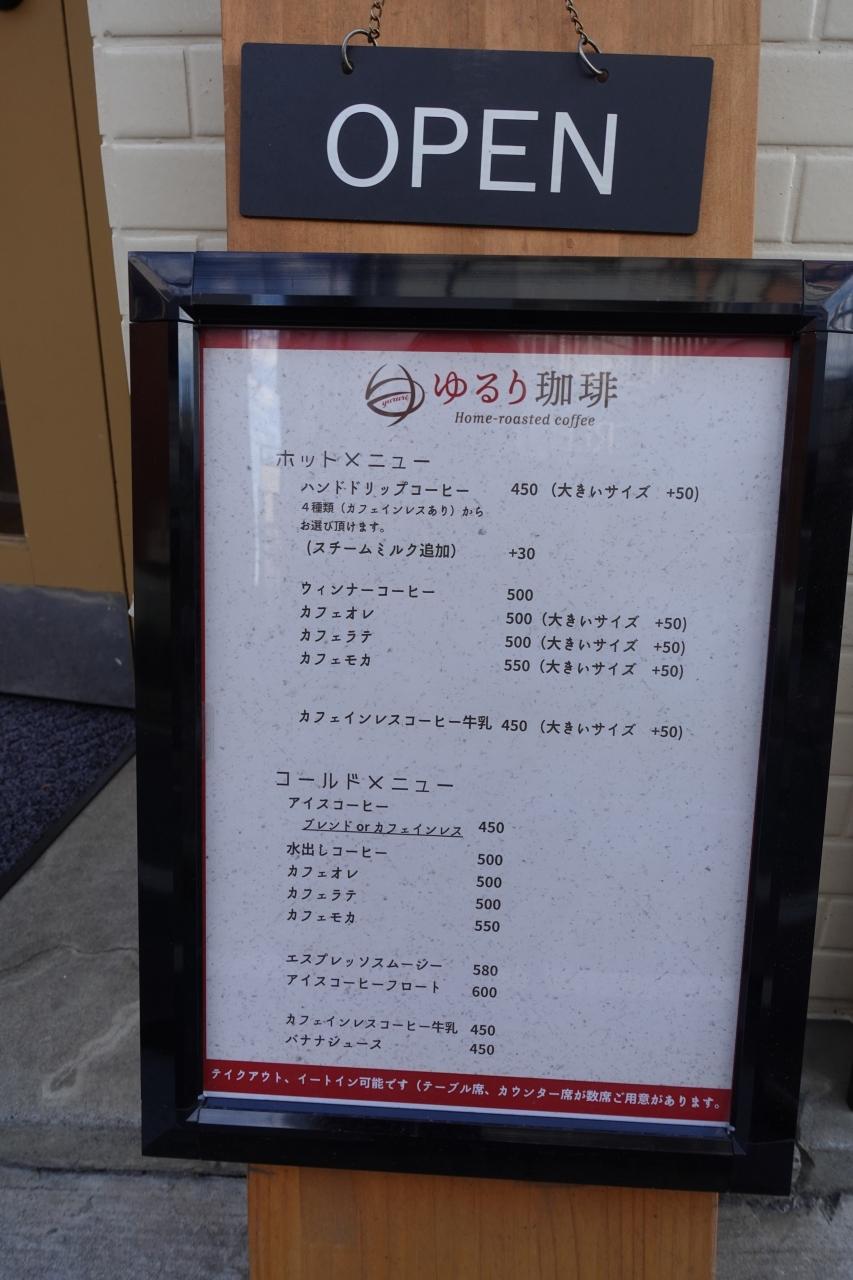 OPEN
yururi
ゆるり珈琲
Home-roasted coffee
ホットメニュー
ハンドドリップコーヒー 450 （大きいサイズ +50)
４種類（カフェインレスあり）から
お選び頂けます。
（スチームミルク追加） +30
ウィンナーコーヒー 500
カフェオレ 500（大きいサイズ +50)
カフェラテ 500（大きいサイズ +50)
カフェモカ 550（大きいサイズ +50)
カフェインレスコーヒー牛乳 450 （大きいサイズ +50)
コールドメニュー
アイスコーヒー
ブレンド or カフェインレス 450
水出しコーヒー 500
カフェオレ 500
カフェラテ 500
カフェモカ 550
エスプレッソスムージー 580
アイスコーヒーフロート 600
カフェインレスコーヒー牛乳 450
バナナジュース 450
テイクアウト、イートイン可能です（テーブル席、カウンター席が数席ご用意があります。